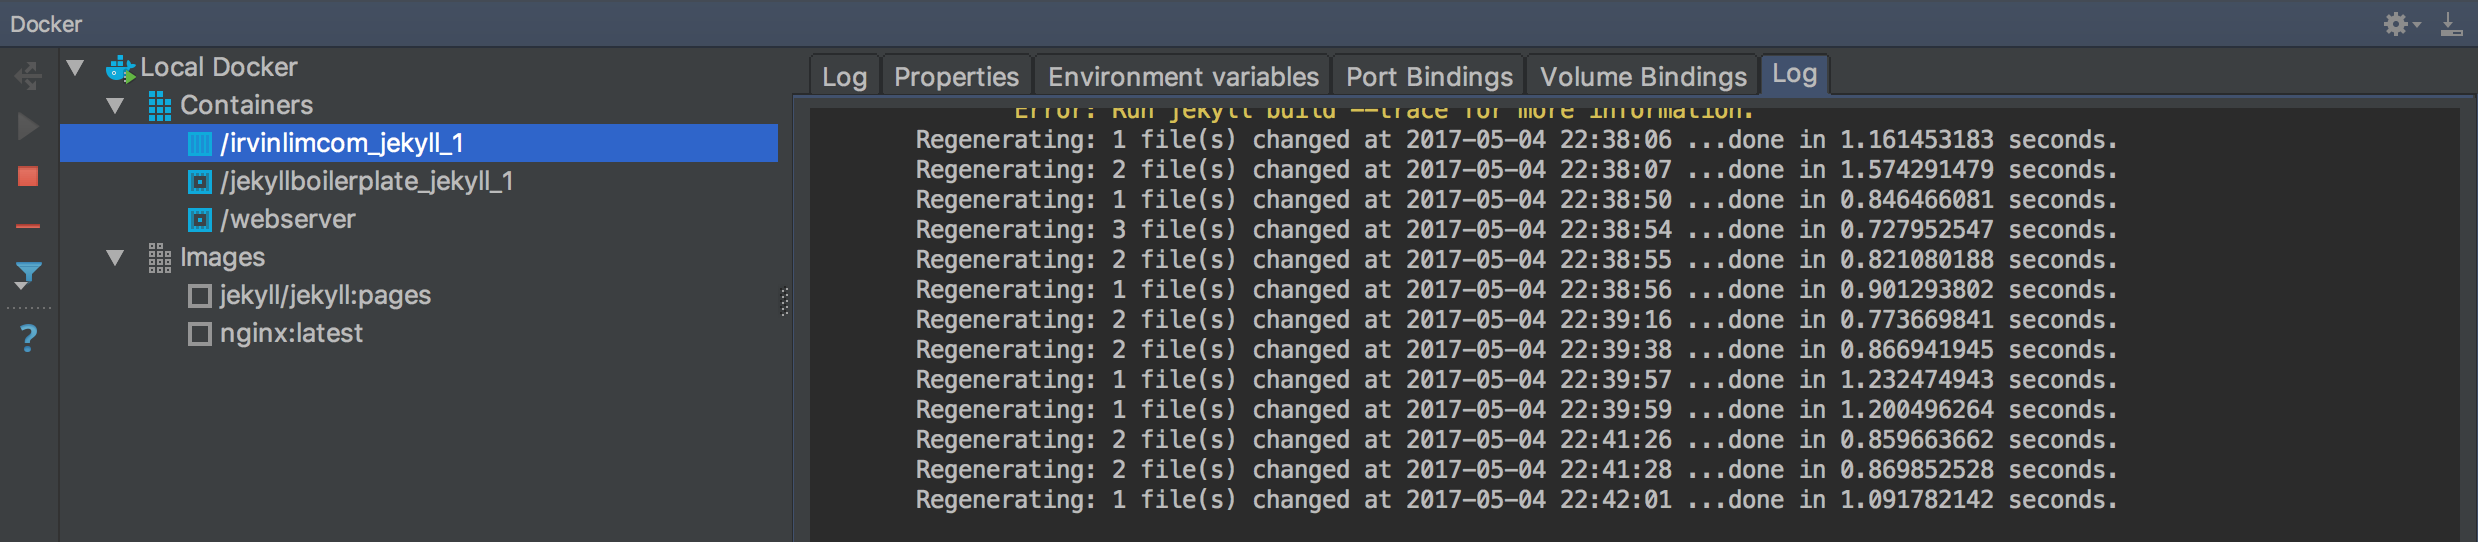 Docker
Local Docker
Containers
/irvinlimcom_jekyll_1
/jekyllboilerplate_jekyll_1
/webserver
Images
jekyll/jekyll:pages
nginx:latest
?
Log Properties Environment variables Port Bindings Volume Bindings Log
Error: Run jekyll build --trace for more information.
Regenerating: 1 file(s) changed at 2017-05-04 22:38:06 ...done in 1.161453183 seconds.
Regenerating: 2 file(s) changed at 2017-05-04 22:38:07 ...done in 1.574291479 seconds.
Regenerating: 1 file(s) changed at 2017-05-04 22:38:50 ...done in 0.846466081 seconds.
Regenerating: 3 file(s) changed at 2017-05-04 22:38:54 ...done in 0.727952547 seconds.
Regenerating: 2 file(s) changed at 2017-05-04 22:38:55 ...done in 0.821080188 seconds.
Regenerating: 1 file(s) changed at 2017-05-04 22:38:56 ...done in 0.901293802 seconds.
Regenerating: 2 file(s) changed at 2017-05-04 22:39:16 ...done in 0.773669841 seconds.
Regenerating: 2 file(s) changed at 2017-05-04 22:39:38 ...done in 0.866941945 seconds.
Regenerating: 1 file(s) changed at 2017-05-04 22:39:57 ...done in 1.232474943 seconds.
Regenerating: 1 file(s) changed at 2017-05-04 22:39:59 ...done in 1.200496264 seconds.
Regenerating: 2 file(s) changed at 2017-05-04 22:41:26 ...done in 0.859663662 seconds.
Regenerating: 2 file(s) changed at 2017-05-04 22:41:28 ...done in 0.869852528 seconds.
Regenerating: 1 file(s) changed at 2017-05-04 22:42:01 ...done in 1.091782142 seconds.